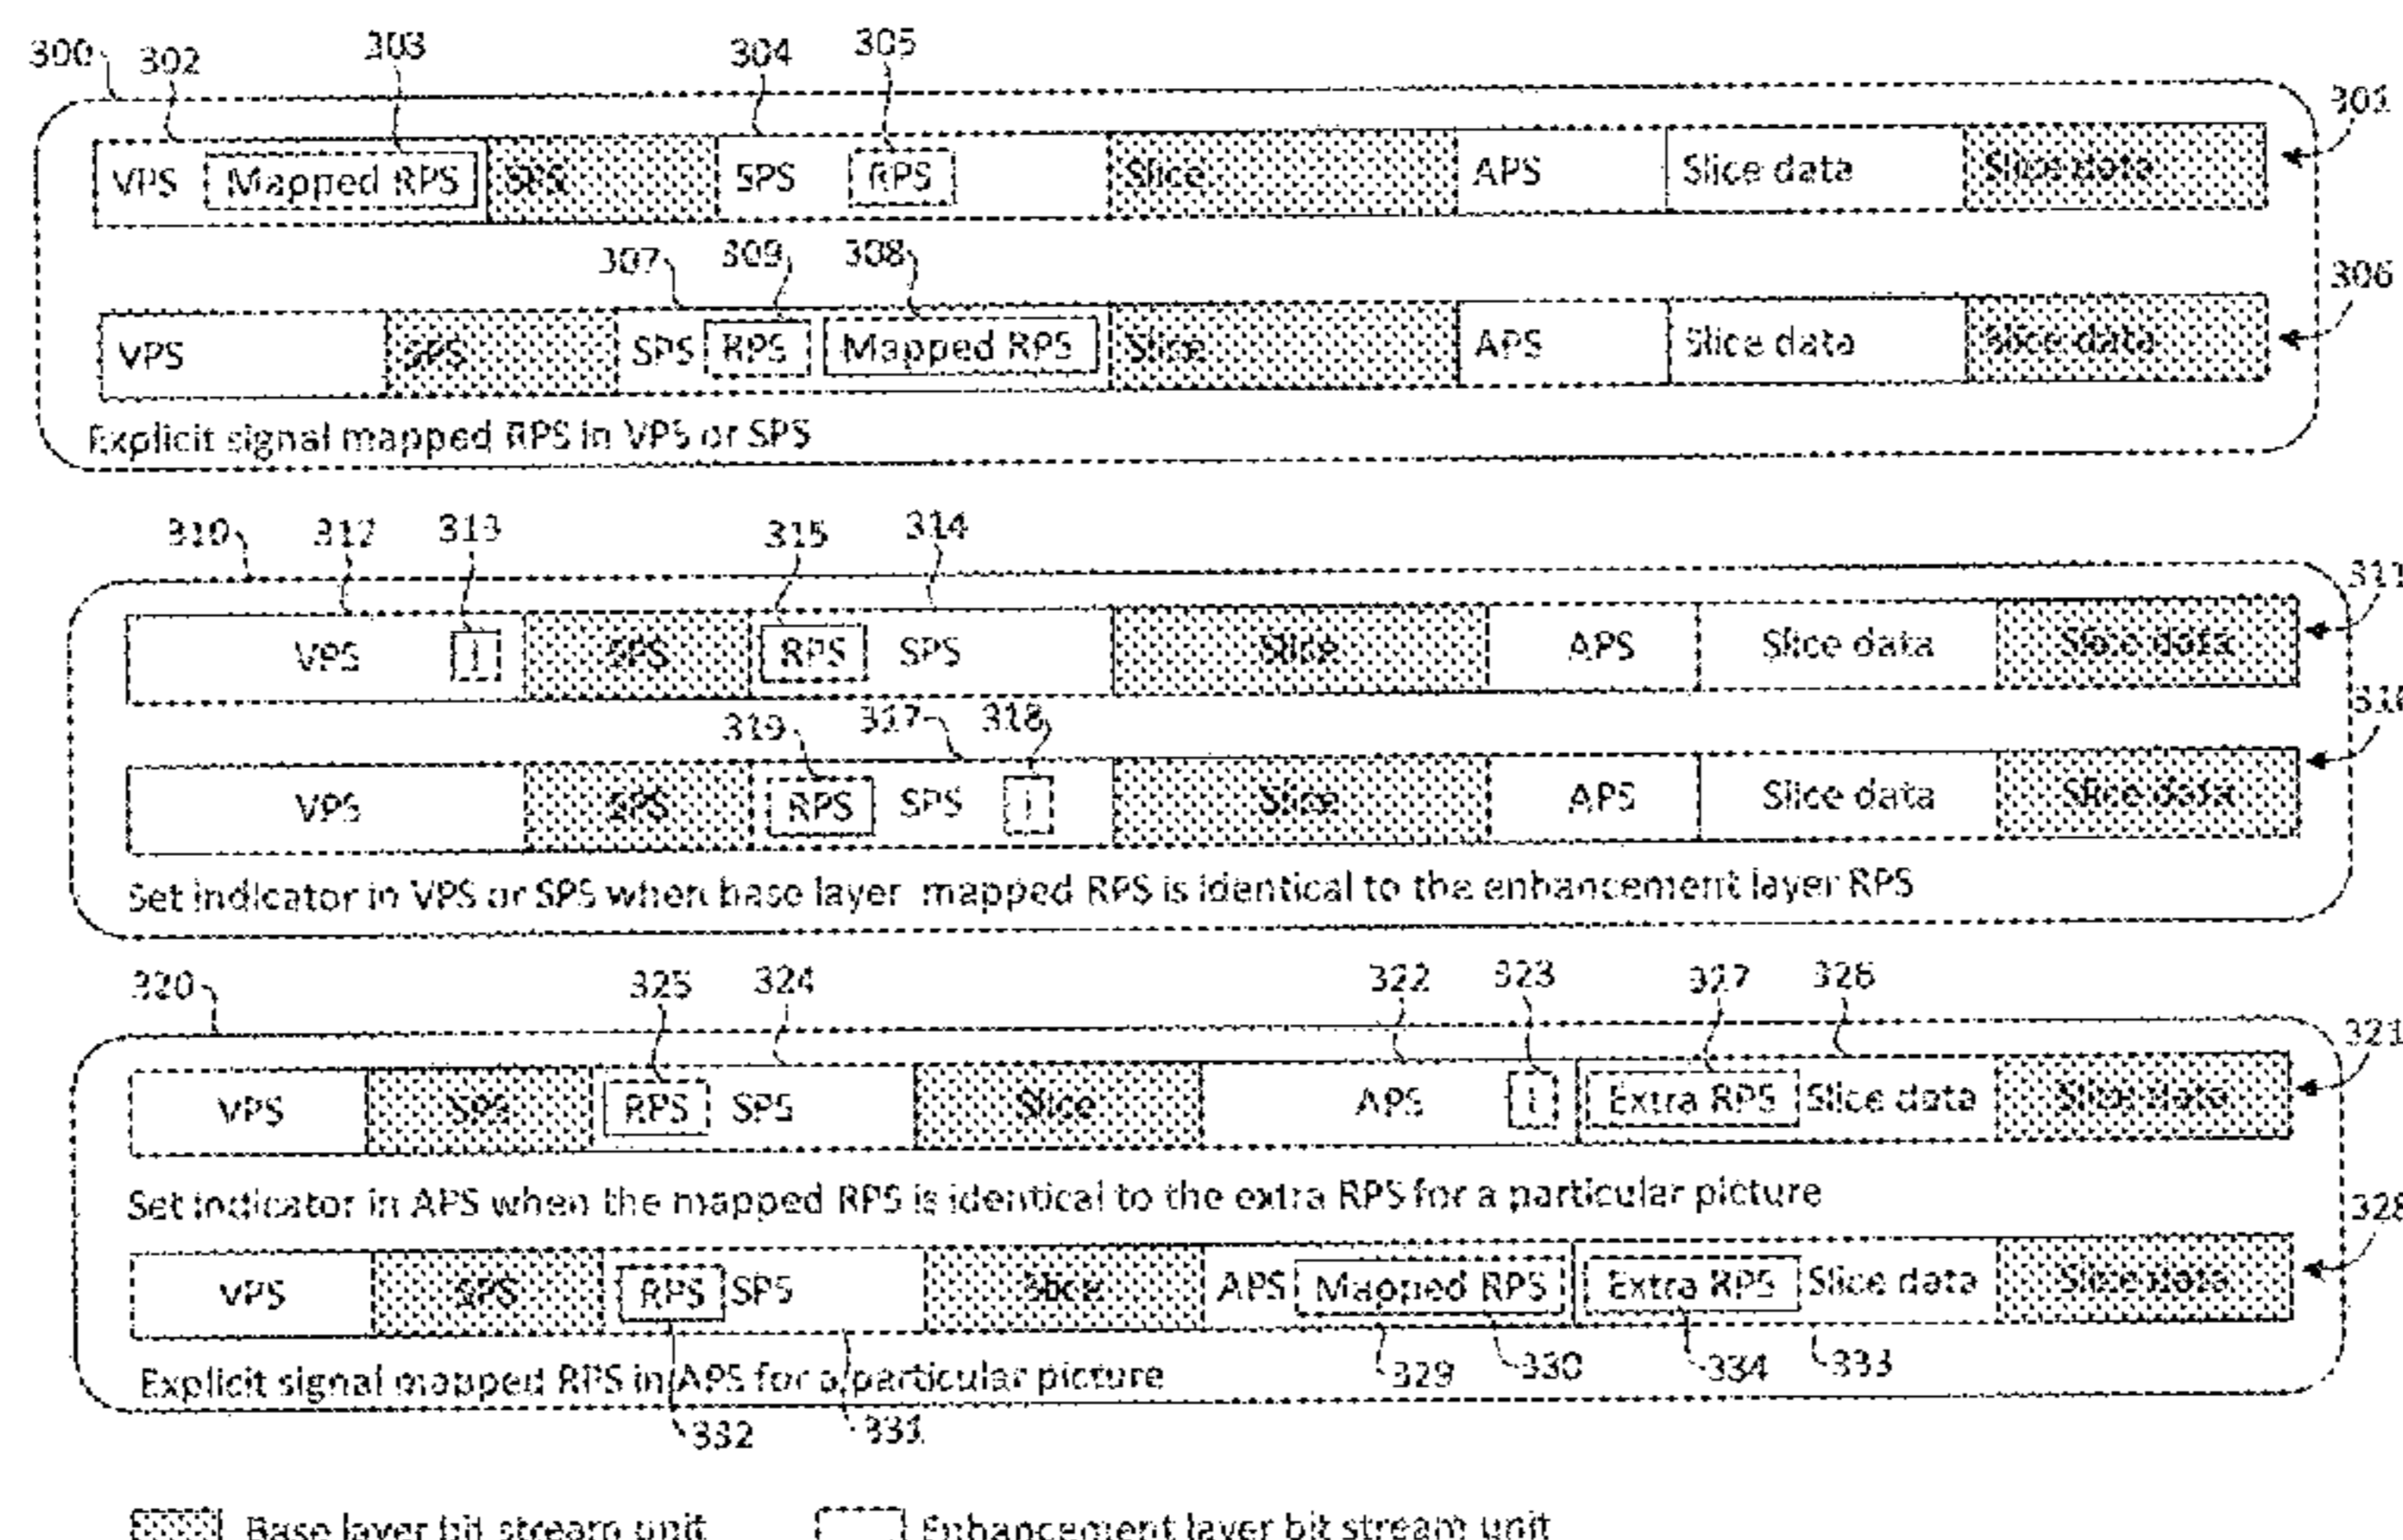 300 302 303 304 305 301
VPS Mapped RPS SPS SPS RPS Slice APS Slice data Slice data
307 309 308 306
VPS SPS SPS RPS Mapped RPS Slice APS Slice data Slice data
Explicit signal mapped RPS in VPS or SPS
310 312 313 315 314 311
VPS I SPS RPS SPS Slice APS Slice data Slice data
319 317 318 316
VPS SPS RPS SPS I Slice APS Slice data Slice data
Set indicator in VPS or SPS when base layer mapped RPS is identical to the enhancement layer RPS
320 325 324 322 323 327 326 321
VPS SPS RPS SPS Slice APS I Extra RPS Slice data Slice data
Set indicator in APS when the mapped RPS is identical to the extra RPS for a particular picture
328
VPS SPS RPS SPS Slice APS Mapped RPS Extra RPS Slice data Slice data
Explicit signal mapped RPS in APS for a particular picture
329 330 334 333
332 331
Base layer bit stream unit Enhancement layer bit stream unit